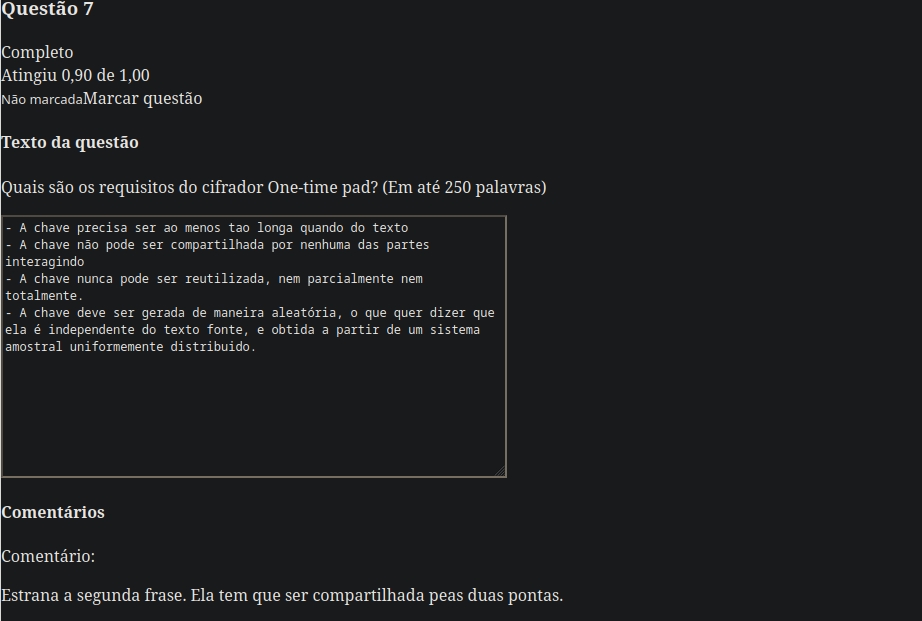 Questão 7
Completo
Atingiu 0,90 de 1,00
Não marcadaMarcar questão
Texto da questão
Quais são os requisitos do cifrador One-time pad? (Em até 250 palavras)
- A chave precisa ser ao menos tao longa quando do texto
- A chave não pode ser compartilhada por nenhuma das partes
interagindo
- A chave nunca pode ser reutilizada, nem parcialmente nem
totalmente.
- A chave deve ser gerada de maneira aleatória, o que quer dizer que
ela é independente do texto fonte, e obtida a partir de um sistema
amostral uniformemente distribuido.
Comentários
Comentário:
Estrana a segunda frase. Ela tem que ser compartilhada peas duas pontas.